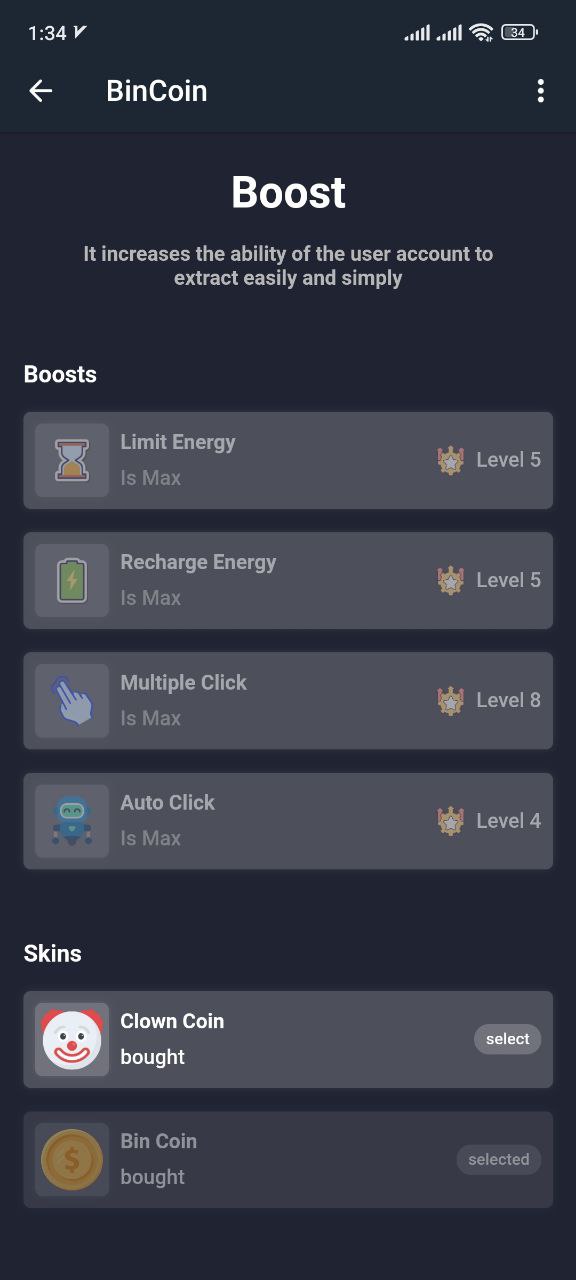 1:34
34
BinCoin
Boost
It increases the ability of the user account to
extract easily and simply
Boosts
Limit Energy
Is Max
Level 5
Recharge Energy
Is Max
Level 5
Multiple Click
Is Max
Level 8
Auto Click
Is Max
Level 4
Skins
Clown Coin
bought
select
Bin Coin
bought
selected